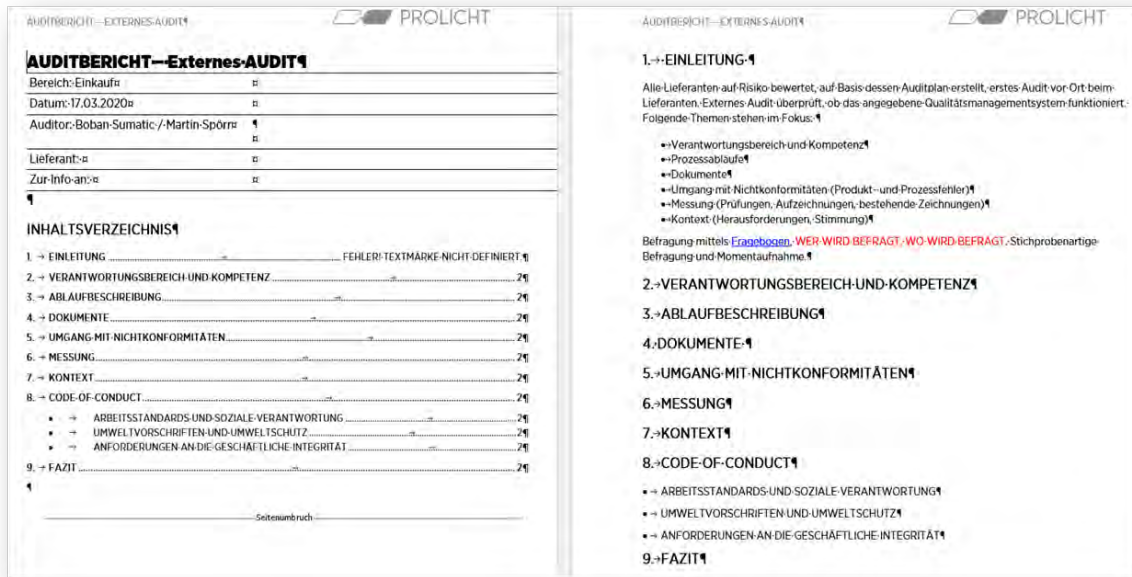 AUDITBERICHT – EXTERNES AUDIT¶
PROLICHT
AUDITBERICHT – Externes AUDIT¶
Bereich: Einkauf¤ ¤
Datum: 17.03.2020¤ ¤
Auditor: Boban Sumatic / Martin Spörr¤ ¶
¤
Lieferant: ¤ ¤
Zur Info an: ¤ ¤
¶
INHALTSVERZEICHNIS¶
1. → EINLEITUNG → FEHLER! TEXTMARKE NICHT DEFINIERT.¶
2. → VERANTWORTUNGSBEREICH UND KOMPETENZ → 2¶
3. → ABLAUFBESCHREIBUNG → 2¶
4. → DOKUMENTE → 2¶
5. → UMGANG MIT NICHTKONFORMITÄTEN → 2¶
6. → MESSUNG → 2¶
7. → KONTEXT → 2¶
8. → CODE OF CONDUCT → 2¶
• → ARBEITSSTANDARDS UND SOZIALE VERANTWORTUNG → 2¶
• → UMWELTVORSCHRIFTEN UND UMWELTSCHUTZ → 2¶
• → ANFORDERUNGEN AN DIE GESCHÄFTLICHE INTEGRITÄT → 2¶
9. → FAZIT → 2¶
¶
Seitenumbruch
AUDITBERICHT – EXTERNES AUDIT¶
PROLICHT
1.→ EINLEITUNG ¶
Alle Lieferanten auf Risiko bewertet, auf Basis dessen Auditplan erstellt, erstes Audit vor Ort beim
Lieferanten. Externes Audit überprüft, ob das angegebene Qualitätsmanagementsystem funktioniert.
Folgende Themen stehen im Fokus: ¶
•→Verantwortungsbereich und Kompetenz¶
•→Prozessabläufe¶
•→Dokumente¶
•→Umgang mit Nichtkonformitäten (Produkt– und Prozessfehler)¶
•→Messung (Prüfungen, Aufzeichnungen, bestehende Zeichnungen)¶
•→Kontext (Herausforderungen, Stimmung)¶
Befragung mittels Fragebogen, WER WIRD BEFRAGT, WO WIRD BEFRAGT, Stichprobenartige
Befragung und Momentaufnahme.¶
2.→VERANTWORTUNGSBEREICH UND KOMPETENZ¶
3.→ABLAUFBESCHREIBUNG¶
4. DOKUMENTE ¶
5.→UMGANG MIT NICHTKONFORMITÄTEN¶
6.→MESSUNG¶
7.→KONTEXT¶
8.→CODE OF CONDUCT¶
• → ARBEITSSTANDARDS UND SOZIALE VERANTWORTUNG¶
• → UMWELTVORSCHRIFTEN UND UMWELTSCHUTZ¶
• → ANFORDERUNGEN AN DIE GESCHÄFTLICHE INTEGRITÄT¶
9.→FAZIT¶